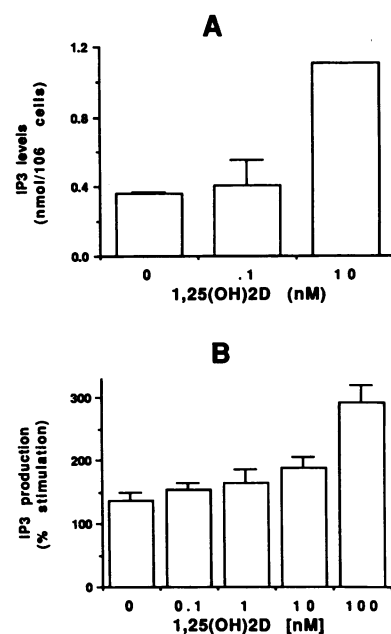 A
IP3 levels
(nmol/106 cells)
1.2
0.8
0.4
0.0
0 .1 10
1,25(OH)2D (nM)
B
IP3 production
(% stimulation)
300
200
100
0
0 0.1 1 10 100
1,25(OH)2D [nM]